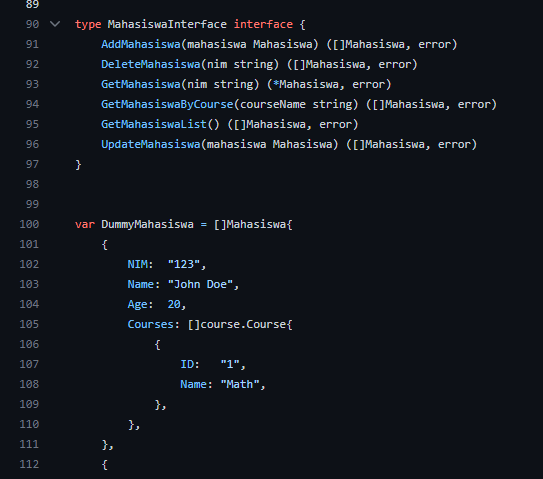 89
90 type MahasiswaInterface interface {
91 AddMahasiswa(mahasiswa Mahasiswa) ([]Mahasiswa, error)
92 DeleteMahasiswa(nim string) ([]Mahasiswa, error)
93 GetMahasiswa(nim string) (*Mahasiswa, error)
94 GetMahasiswaByCourse(courseName string) ([]Mahasiswa, error)
95 GetMahasiswaList() ([]Mahasiswa, error)
96 UpdateMahasiswa(mahasiswa Mahasiswa) ([]Mahasiswa, error)
97 }
98
99
100 var DummyMahasiswa = []Mahasiswa{
101 {
102 NIM: "123",
103 Name: "John Doe",
104 Age: 20,
105 Courses: []course.Course{
106 {
107 ID: "1",
108 Name: "Math",
109 },
110 },
111 },
112 {